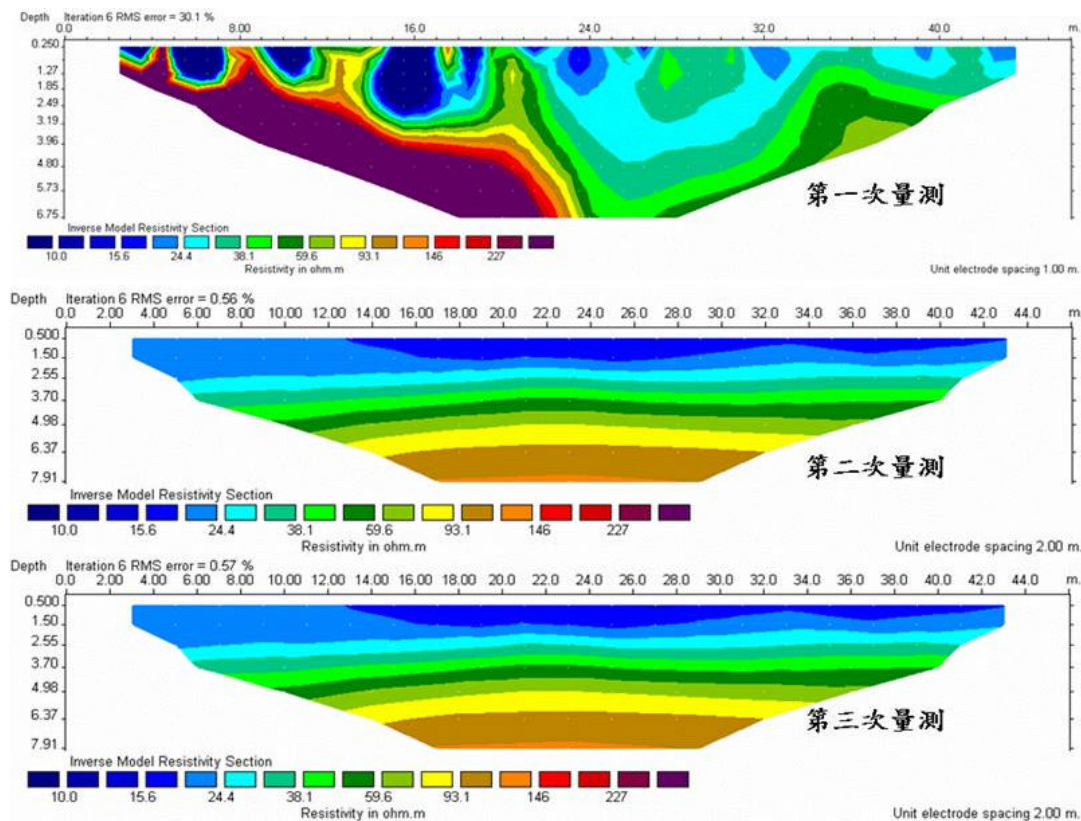 Depth Iteration 6 RMS error = 30.1 %
0.0 8.00 16.0 24.0 32.0 40.0 m.
0.250
1.27
1.85
2.49
3.19
3.96
4.80
5.73
6.75
第一次量測
Inverse Model Resistivity Section
10.0 15.6 24.4 38.1 59.6 93.1 146 227
Resistivity in ohm.m
Unit electrode spacing 1.00 m.
Depth Iteration 6 RMS error = 0.56 %
0.0 2.00 4.00 6.00 8.00 10.00 12.0 14.0 16.0 18.0 20.0 22.0 24.0 26.0 28.0 30.0 32.0 34.0 36.0 38.0 40.0 42.0 44.0 m.
0.500
1.50
2.55
3.70
4.98
6.37
7.91
第二次量測
Inverse Model Resistivity Section
10.0 15.6 24.4 38.1 59.6 93.1 146 227
Resistivity in ohm.m
Unit electrode spacing 2.00 m.
Depth Iteration 6 RMS error = 0.57 %
0.0 2.00 4.00 6.00 8.00 10.00 12.0 14.0 16.0 18.0 20.0 22.0 24.0 26.0 28.0 30.0 32.0 34.0 36.0 38.0 40.0 42.0 44.0 m.
0.500
1.50
2.55
3.70
4.98
6.37
7.91
第三次量測
Inverse Model Resistivity Section
10.0 15.6 24.4 38.1 59.6 93.1 146 227
Resistivity in ohm.m
Unit electrode spacing 2.00 m.